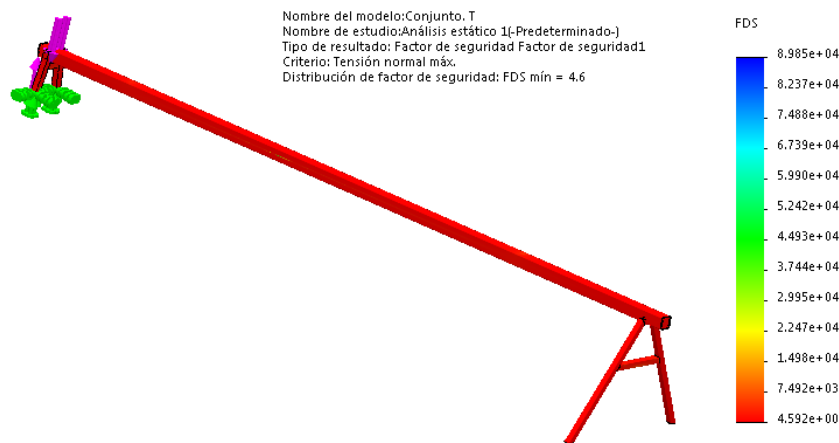 Nombre del modelo:Conjunto. T
Nombre de estudio:Análisis estático 1(-Predeterminado-)
Tipo de resultado: Factor de seguridad Factor de seguridad1
Criterio: Tensión normal máx.
Distribución de factor de seguridad: FDS mín = 4.6
FDS
8.985e+04
8.237e+04
7.488e+04
6.739e+04
5.990e+04
5.242e+04
4.493e+04
3.744e+04
2.995e+04
2.247e+04
1.498e+04
7.492e+03
4.592e+00